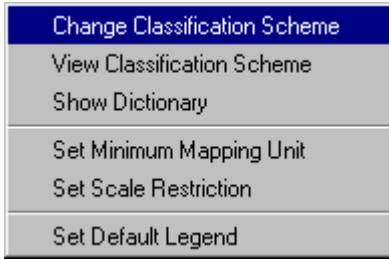 Change Classification Scheme
View Classification Scheme
Show Dictionary
Set Minimum Mapping Unit
Set Scale Restriction
Set Default Legend